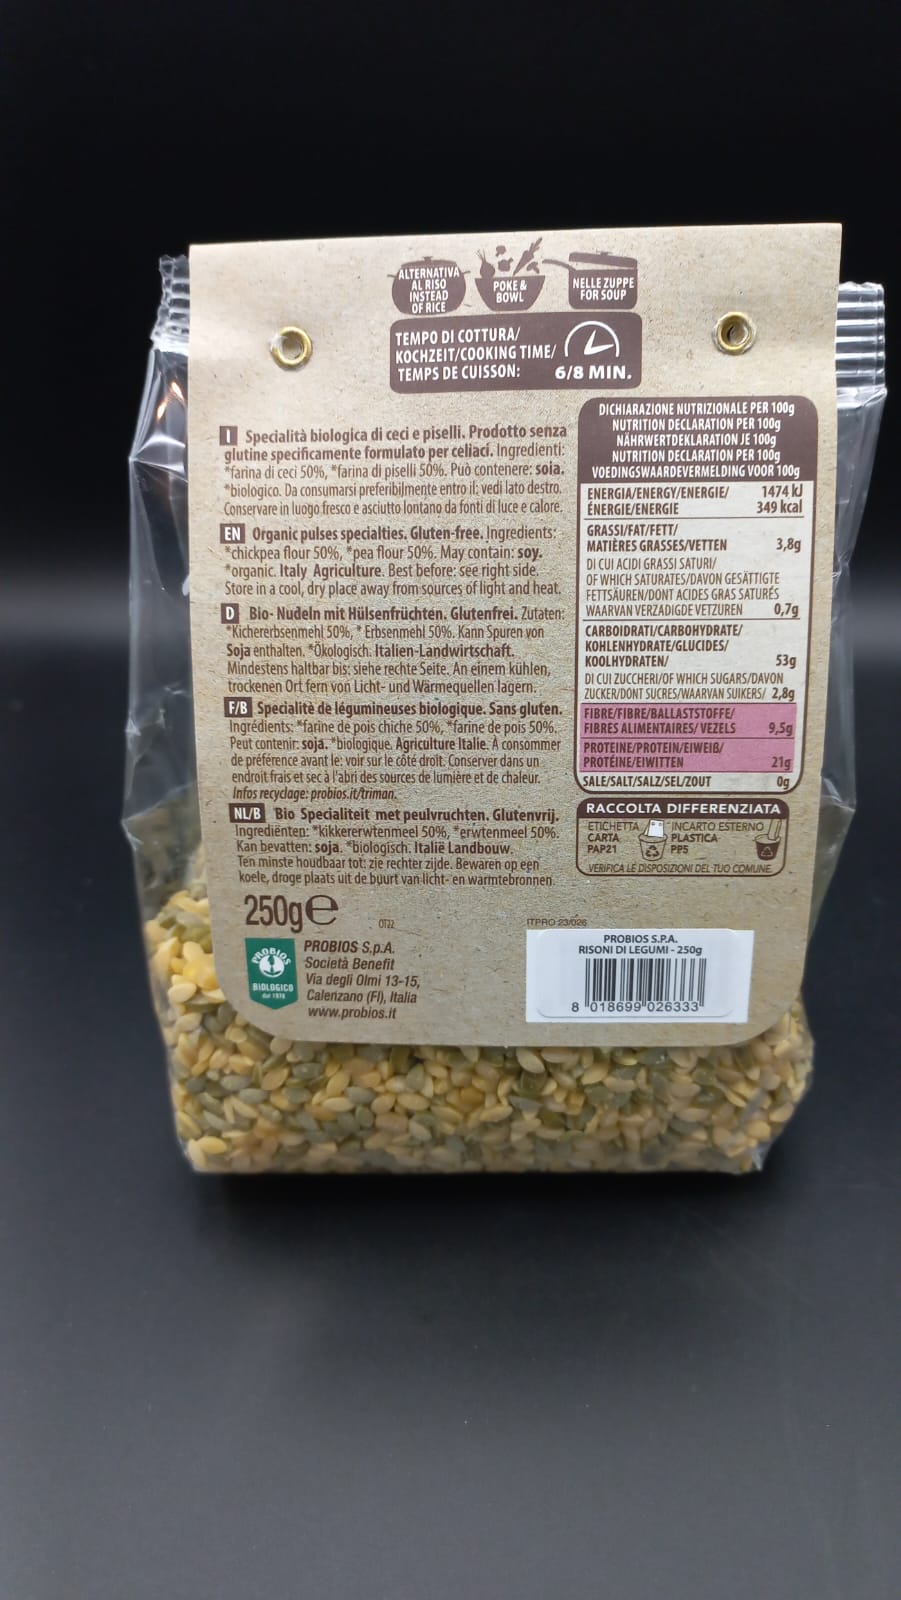 ALTERNATIVA
AL RISO
INSTEAD
OF RICE
POKE &
BOWL
NELLE ZUPPE
FOR SOUP
TEMPO DI COTTURA/
KOCHZEIT/COOKING TIME/
TEMPS DE CUISSON: 6/8 MIN.
I Specialità biologica di ceci e piselli. Prodotto senza
glutine specificamente formulato per celiaci. Ingredienti:
*farina di ceci 50%, *farina di piselli 50%. Può contenere: soia.
*biologico. Da consumarsi preferibilmente entro il: vedi lato destro.
Conservare in luogo fresco e asciutto lontano da fonti di luce e calore.
EN Organic pulses specialties. Gluten-free. Ingredients:
*chickpea flour 50%, *pea flour 50%. May contain: soy.
*organic. Italy Agriculture. Best before: see right side.
Store in a cool, dry place away from sources of light and heat.
D Bio- Nudeln mit Hülsenfrüchten. Glutenfrei. Zutaten:
*Kichererbsenmehl 50%, * Erbsenmehl 50%. Kann Spuren von
Soja enthalten. *Ökologisch. Italien-Landwirtschaft.
Mindestens haltbar bis: siehe rechte Seite. An einem kühlen,
trockenen Ort fern von Licht- und Wärmequellen lagern.
F/B Specialitè de légumineuses biologique. Sans gluten.
Ingrédients: *farine de pois chiche 50%, *farine de pois 50%.
Peut contenir: soja. *biologique. Agriculture Italie. À consommer
de préférence avant le: voir sur le côté droit. Conserver dans un
endroit frais et sec à l'abri des sources de lumière et de chaleur.
Infos recyclage: probios.it/triman.
NL/B Bio Specialiteit met peulvruchten. Glutenvrij.
Ingrediënten: *kikkererwtenmeel 50%, *erwtenmeel 50%.
Kan bevatten: soja. *biologisch. Italië Landbouw.
Ten minste houdbaar tot: zie rechter zijde. Bewaren op een
koele, droge plaats uit de buurt van licht- en warmtebronnen.
250g℮
OT22
PROBIOS
BIOLOGICO
dal 1978
PROBIOS S.p.A.
Società Benefit
Via degli Olmi 13-15,
Calenzano (FI), Italia
www.probios.it
DICHIARAZIONE NUTRIZIONALE PER 100g
NUTRITION DECLARATION PER 100g
NÄHRWERTDEKLARATION JE 100g
NUTRITION DECLARATION PER 100g
VOEDINGSWAARDEVERMELDING VOOR 100g
ENERGIA/ENERGY/ENERGIE/ 1474 kJ
ÉNERGIE/ENERGIE 349 kcal
GRASSI/FAT/FETT/
MATIÈRES GRASSES/VETTEN 3,8g
DI CUI ACIDI GRASSI SATURI/
OF WHICH SATURATES/DAVON GESÄTTIGTE
FETTSÄUREN/DONT ACIDES GRAS SATURÉS
WAARVAN VERZADIGDE VETZUREN 0,7g
CARBOIDRATI/CARBOHYDRATE/
KOHLENHYDRATE/GLUCIDES/
KOOLHYDRATEN/ 53g
DI CUI ZUCCHERI/OF WHICH SUGARS/DAVON
ZUCKER/DONT SUCRES/WAARVAN SUIKERS/ 2,8g
FIBRE/FIBRE/BALLASTSTOFFE/
FIBRES ALIMENTAIRES/ VEZELS 9,5g
PROTEINE/PROTEIN/EIWEIß/
PROTÉINE/EIWITTEN 21g
SALE/SALT/SALZ/SEL/ZOUT 0g
RACCOLTA DIFFERENZIATA
ETICHETTA INCARTO ESTERNO
CARTA PLASTICA
PAP21 PP5
VERIFICA LE DISPOSIZIONI DEL TUO COMUNE.
ITPRO 23/026
PROBIOS S.P.A.
RISONI DI LEGUMI - 250g
8 018699 026333